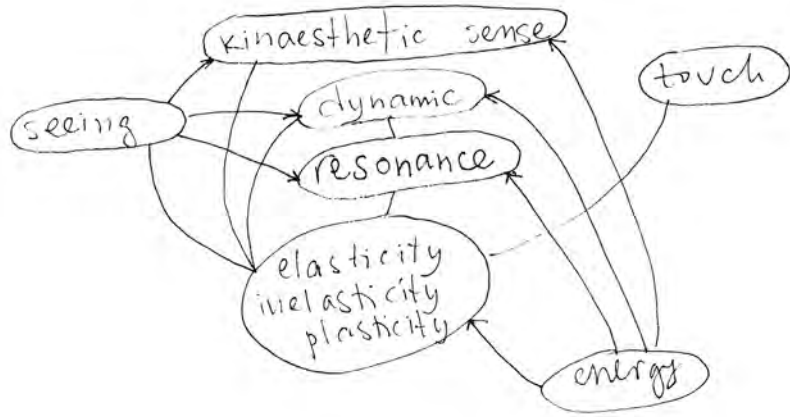 kinaesthetic sense
touch
dynamic
seeing
resonance
elasticity
inelasticity
plasticity
energy